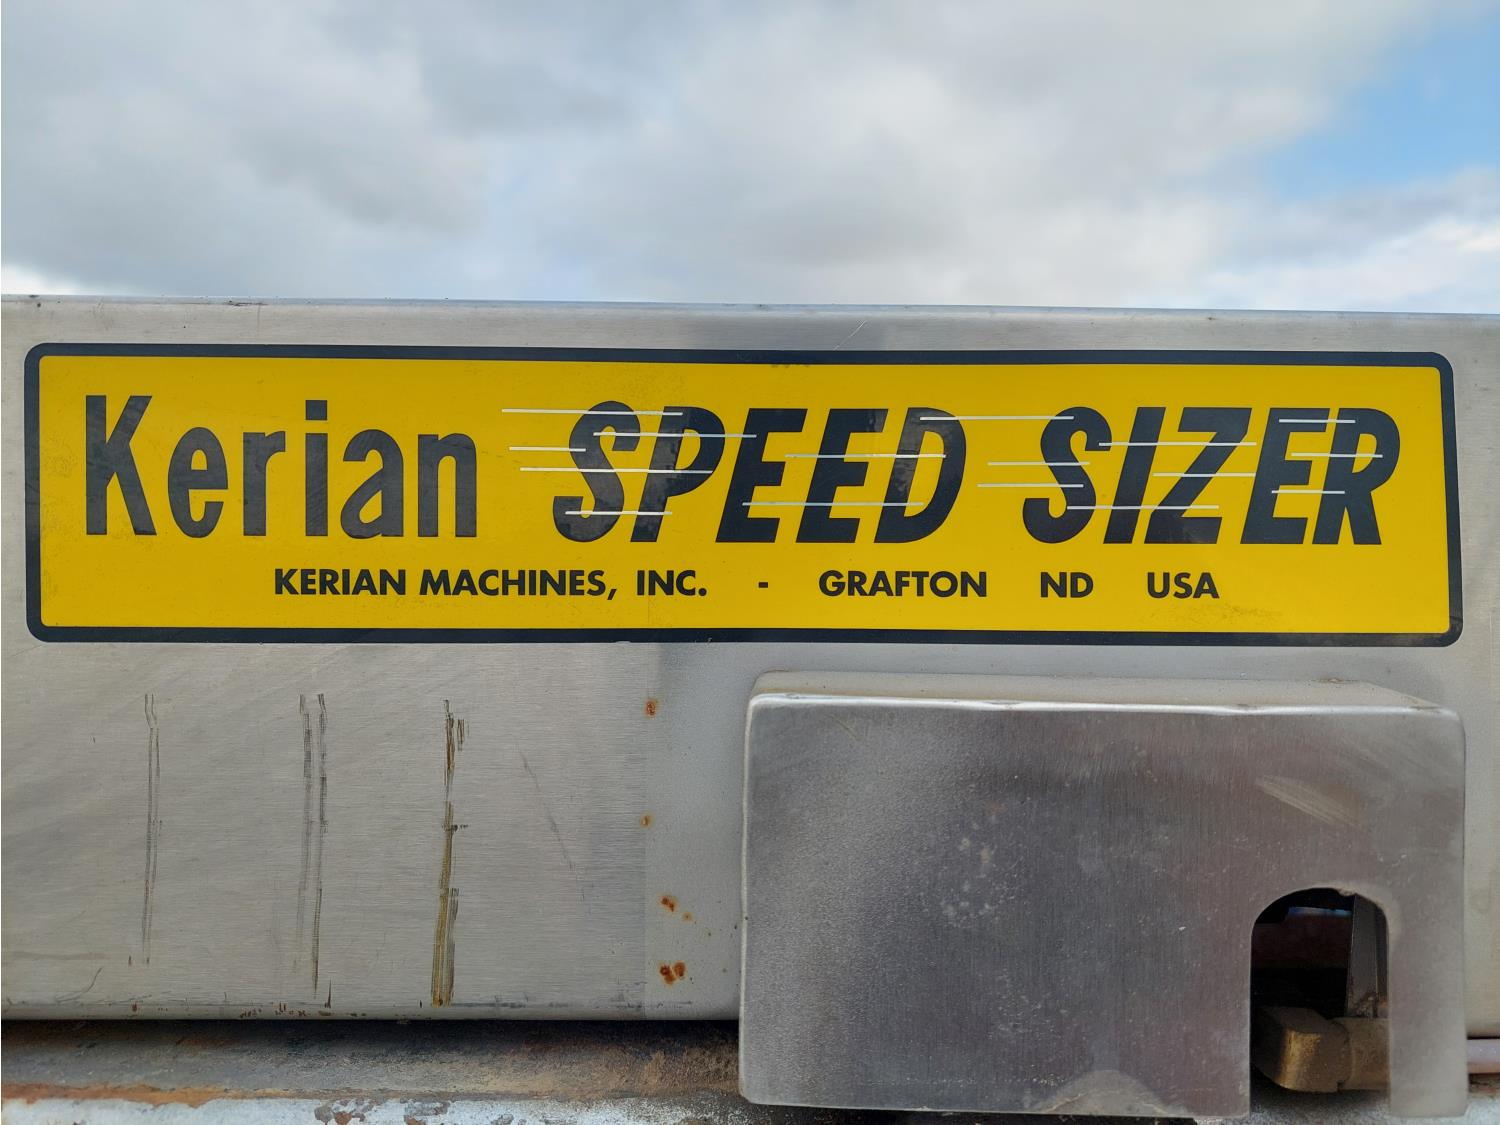 Kerian SPEED SIZER
KERIAN MACHINES, INC. - GRAFTON ND USA